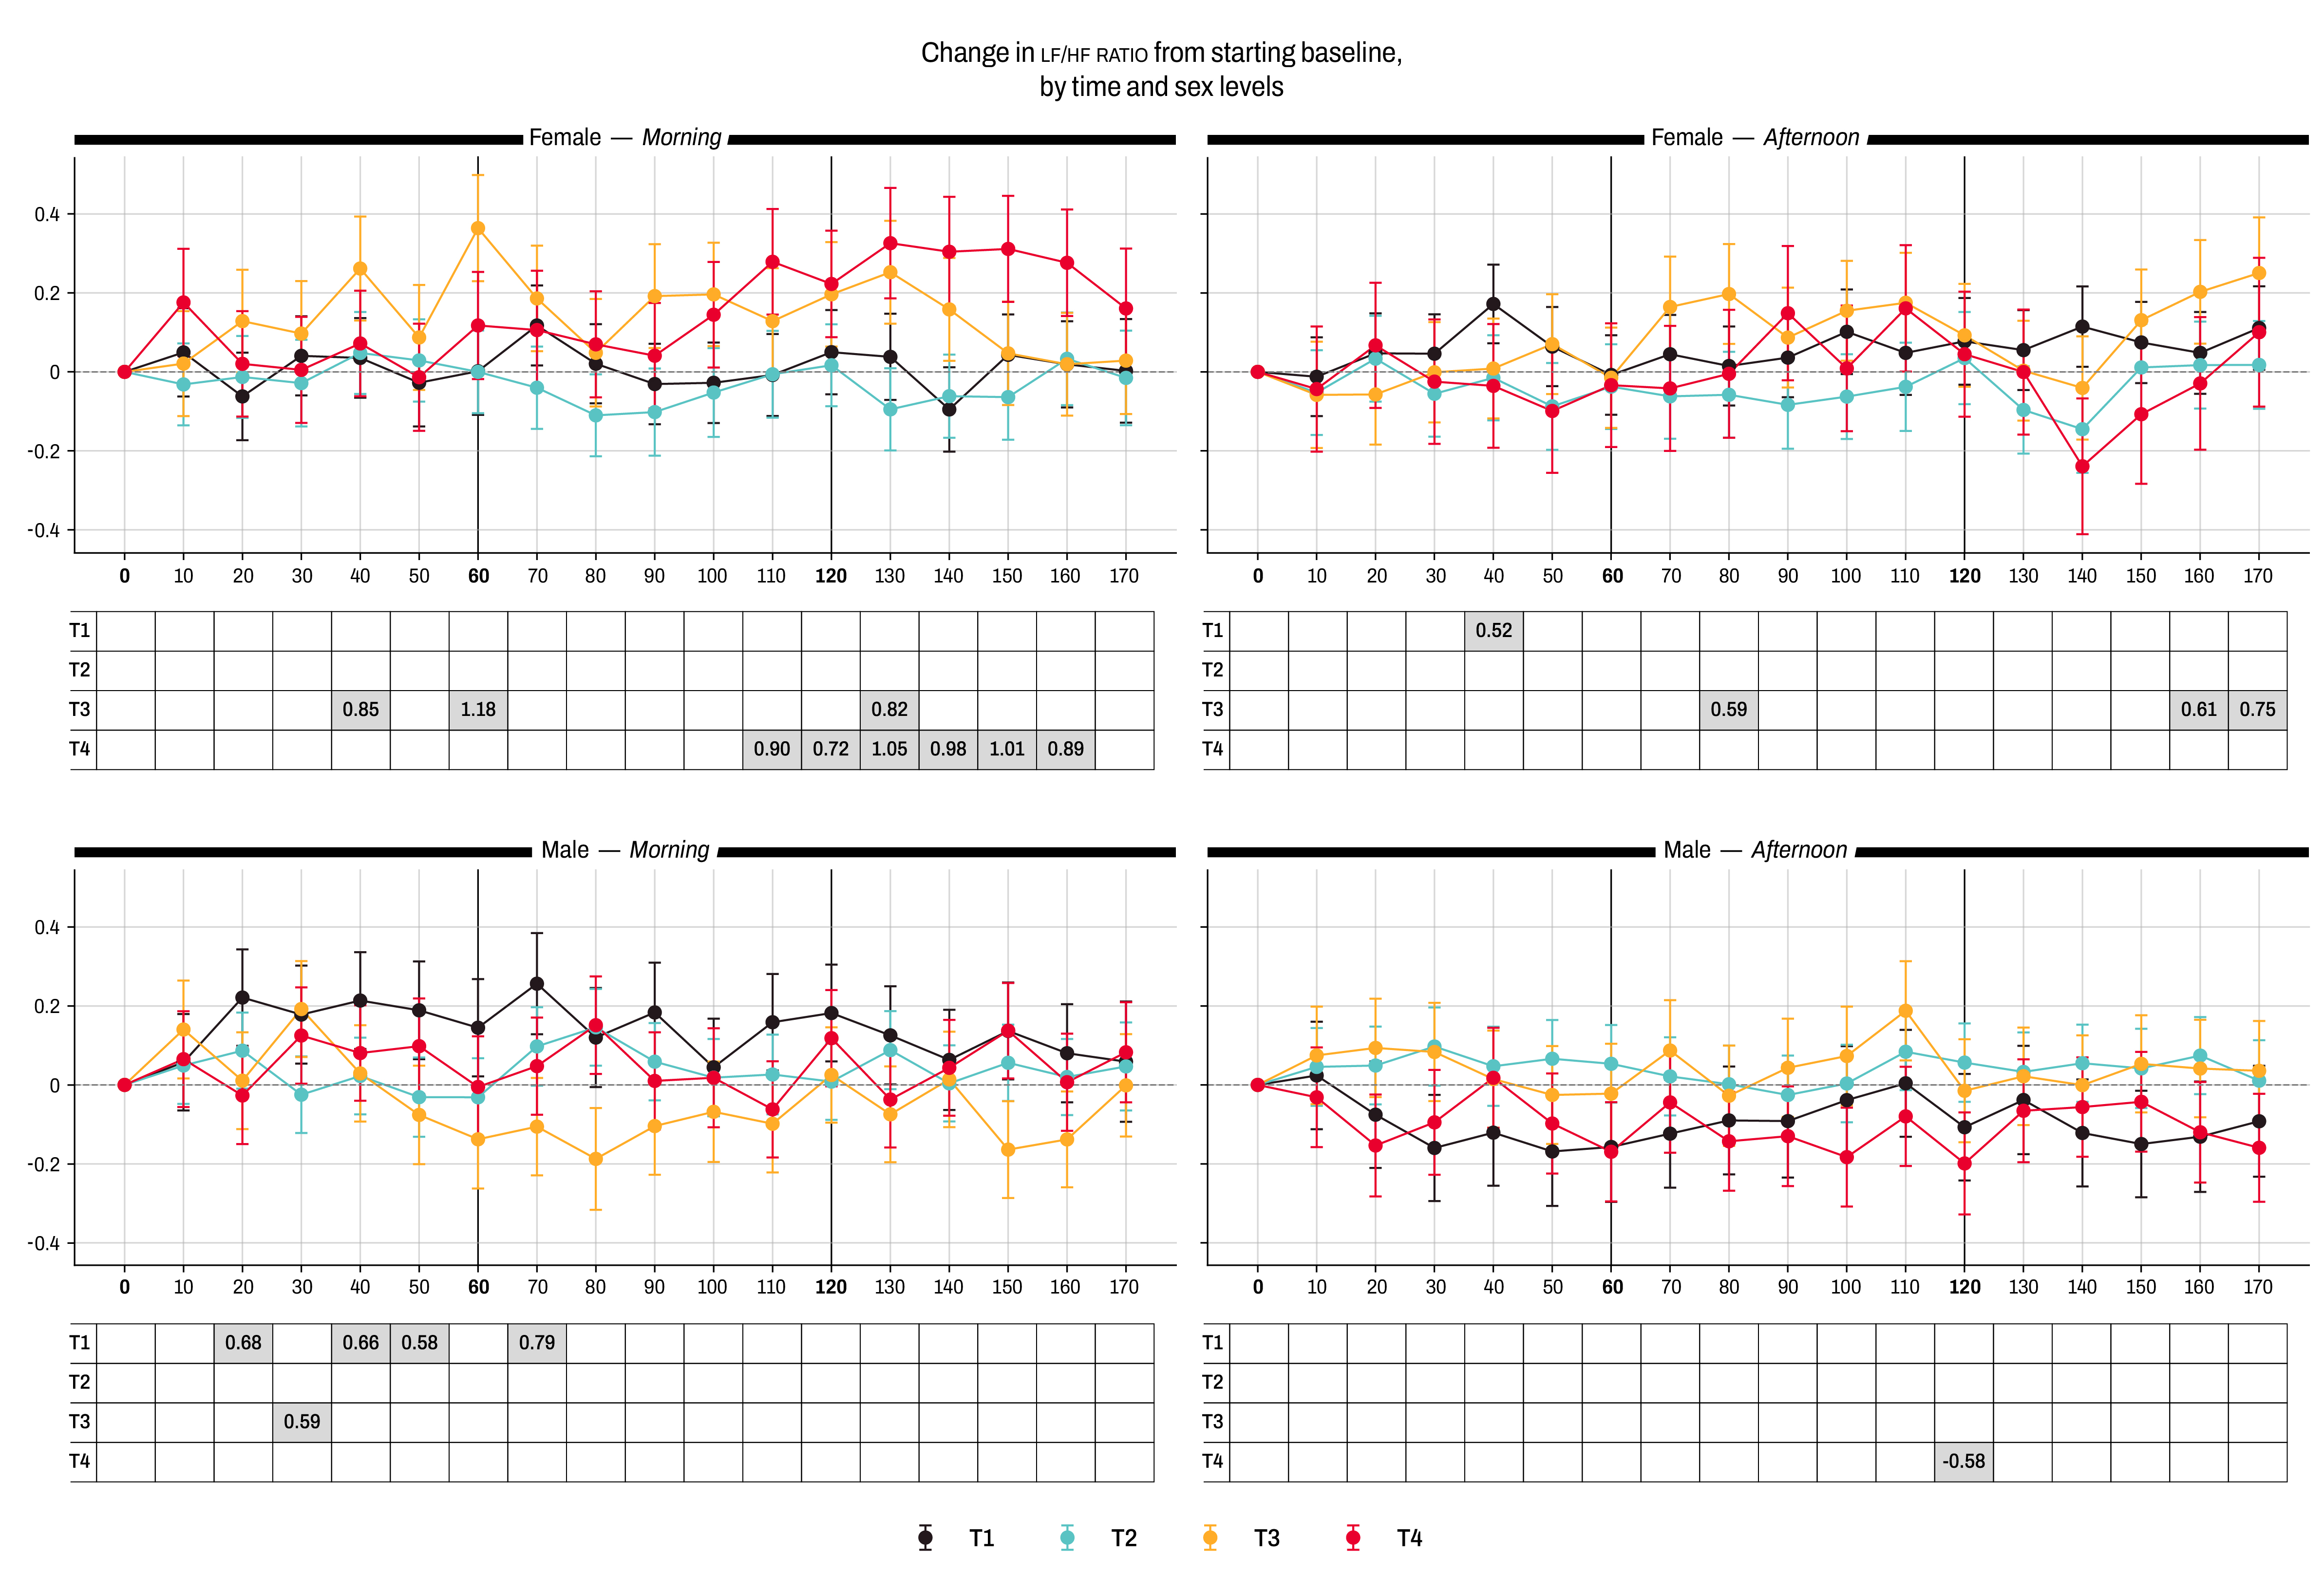 Change in LF/HF RATIO from starting baseline,
by time and sex levels
Female — Morning
0.4
0.2
0
-0.2
-0.4
0 10 20 30 40 50 60 70 80 90 100 110 120 130 140 150 160 170
T1
T2
T3 0.85 1.18 0.82
T4 0.90 0.72 1.05 0.98 1.01 0.89
Female — Afternoon
0 10 20 30 40 50 60 70 80 90 100 110 120 130 140 150 160 170
T1 0.52
T2
T3 0.59 0.61 0.75
T4
Male — Morning
0.4
0.2
0
-0.2
-0.4
0 10 20 30 40 50 60 70 80 90 100 110 120 130 140 150 160 170
T1 0.68 0.66 0.58 0.79
T2
T3 0.59
T4
Male — Afternoon
0 10 20 30 40 50 60 70 80 90 100 110 120 130 140 150 160 170
T1
T2
T3
T4 -0.58
T1 T2 T3 T4